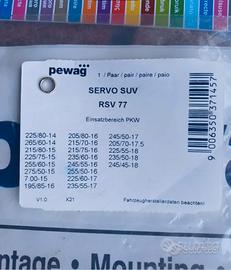 pewag
1 / Paar / pair / paire / paio
SERVO SUV
RSV 77
Einsatzbereich PKW
225/80-14 205/80-16 245/50-17
265/60-14 215/70-16 205/70-17.5
215/80-15 215/75-16 225/55-18
225/75-15 235/60-16 235/50-18
255/60-15 245/55-16 245/45-18
275/50-15 255/50-16
7.00-15 225/60-17
195/85-16 235/55-17
V1.0 X21
Fahrzeugherstellerdaten beachten!
9 006350 371457
ntage • Mounting